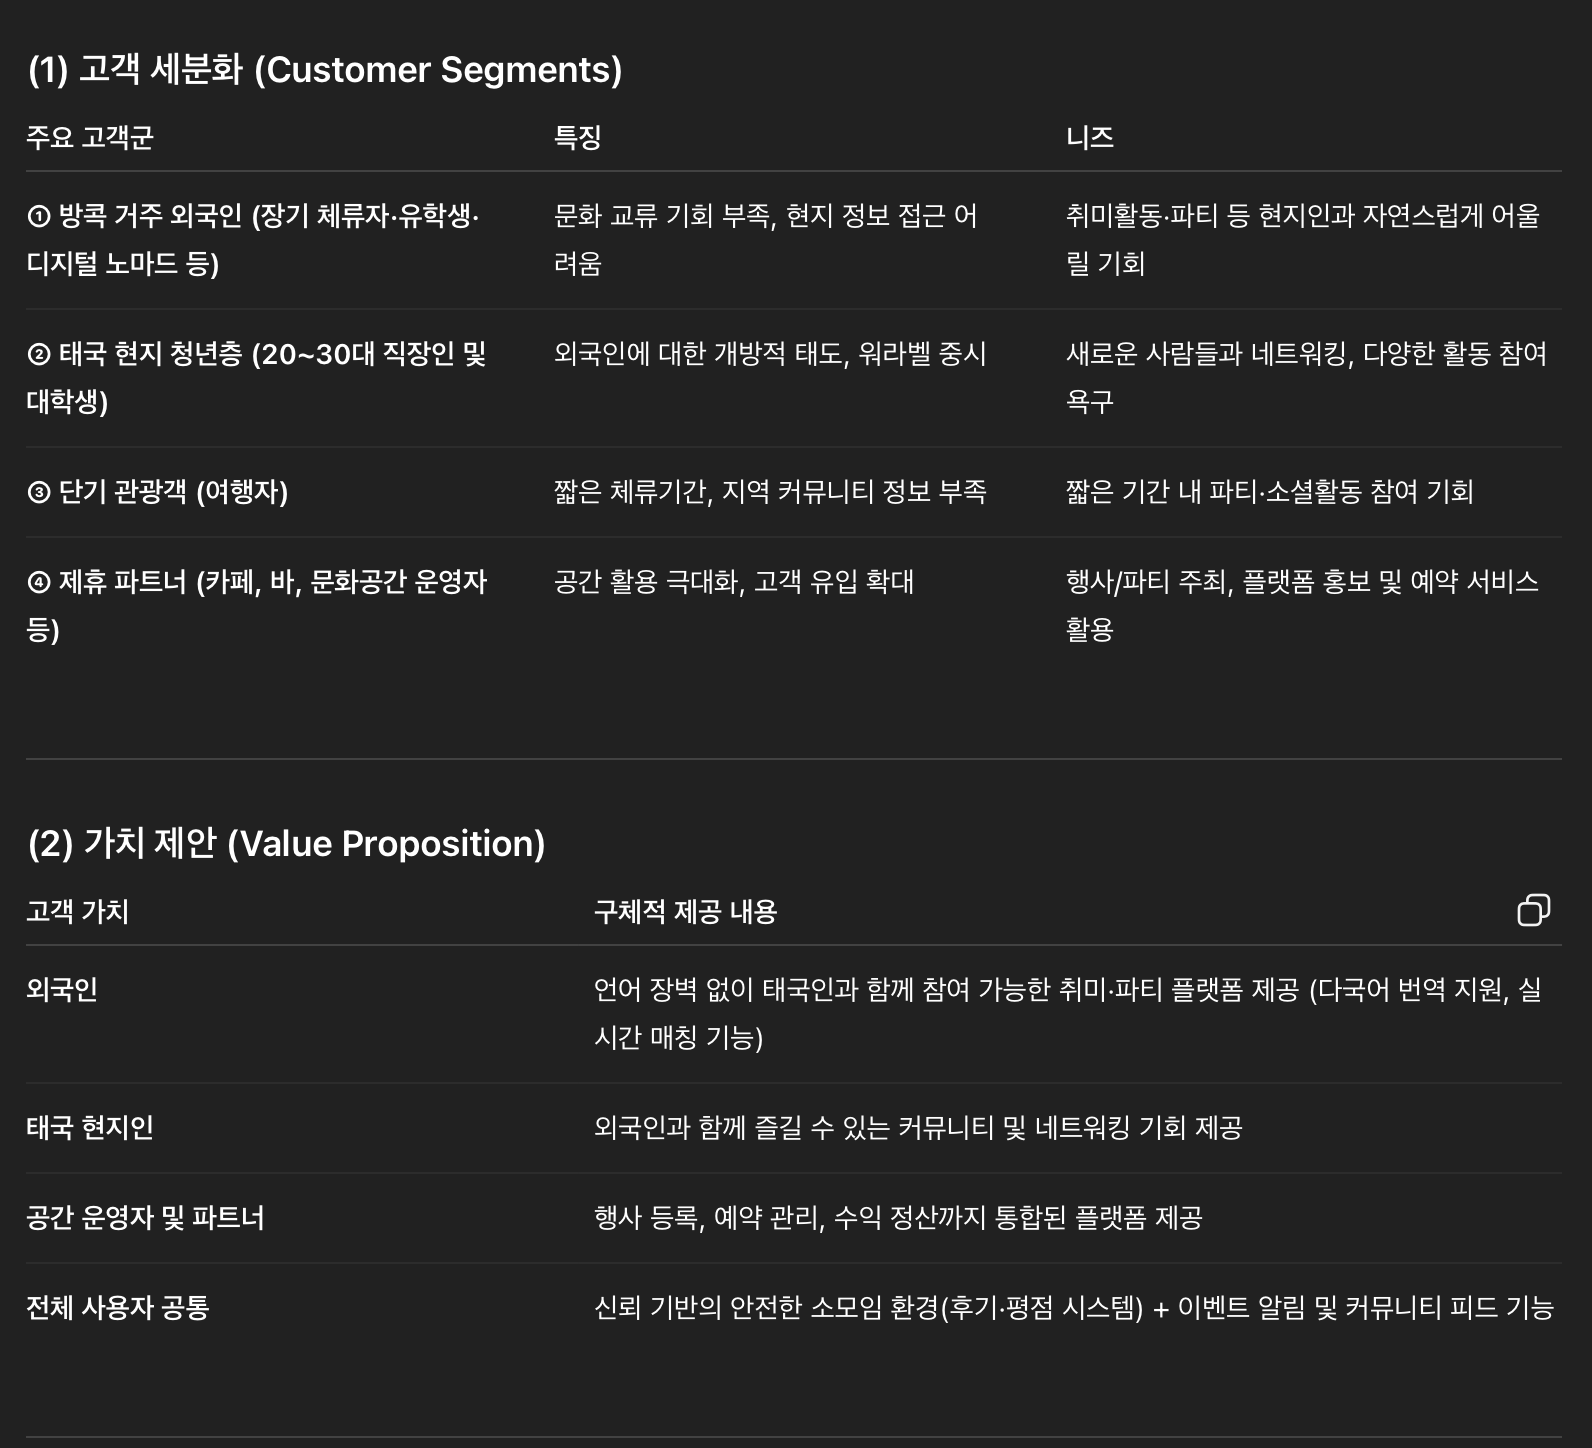 (1) 고객 세분화 (Customer Segments)
주요 고객군 특징 니즈
① 방콕 거주 외국인 (장기 체류자·유학생· 문화 교류 기회 부족, 현지 정보 접근 어 취미활동·파티 등 현지인과 자연스럽게 어울
디지털 노마드 등) 려움 릴 기회
② 태국 현지 청년층 (20~30대 직장인 및 외국인에 대한 개방적 태도, 워라벨 중시 새로운 사람들과 네트워킹, 다양한 활동 참여
대학생) 욕구
③ 단기 관광객 (여행자) 짧은 체류기간, 지역 커뮤니티 정보 부족 짧은 기간 내 파티·소셜활동 참여 기회
④ 제휴 파트너 (카페, 바, 문화공간 운영자 공간 활용 극대화, 고객 유입 확대 행사/파티 주최, 플랫폼 홍보 및 예약 서비스
등) 활용
(2) 가치 제안 (Value Proposition)
고객 가치 구체적 제공 내용
외국인 언어 장벽 없이 태국인과 함께 참여 가능한 취미·파티 플랫폼 제공 (다국어 번역 지원, 실
시간 매칭 기능)
태국 현지인 외국인과 함께 즐길 수 있는 커뮤니티 및 네트워킹 기회 제공
공간 운영자 및 파트너 행사 등록, 예약 관리, 수익 정산까지 통합된 플랫폼 제공
전체 사용자 공통 신뢰 기반의 안전한 소모임 환경(후기·평점 시스템) + 이벤트 알림 및 커뮤니티 피드 기능